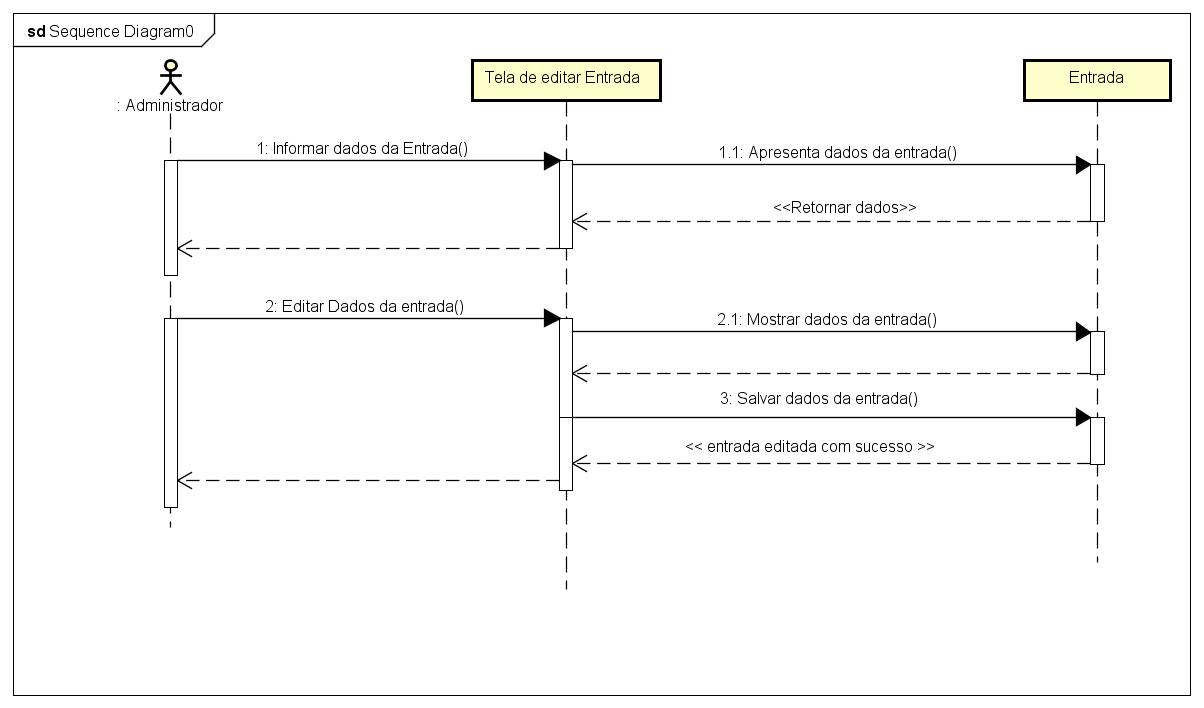 sd Sequence Diagram0
: Administrador
Tela de editar Entrada
Entrada
1: Informar dados da Entrada()
1.1: Apresenta dados da entrada()
<<Retornar dados>>
2: Editar Dados da entrada()
2.1: Mostrar dados da entrada()
3: Salvar dados da entrada()
<< entrada editada com sucesso >>